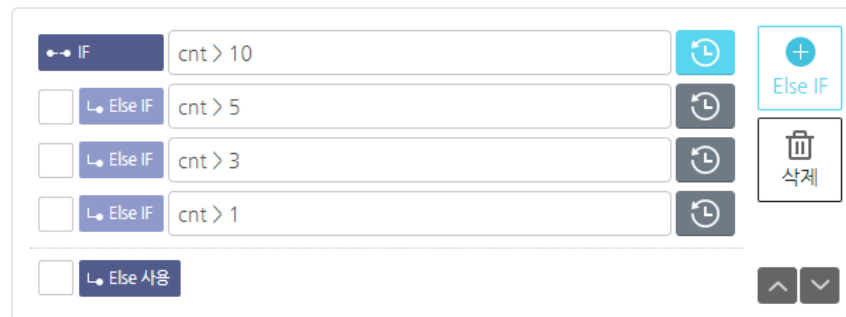 IF cnt > 10
Else IF
Else IF cnt > 5
삭제
Else IF cnt > 3
Else IF cnt > 1
Else 사용